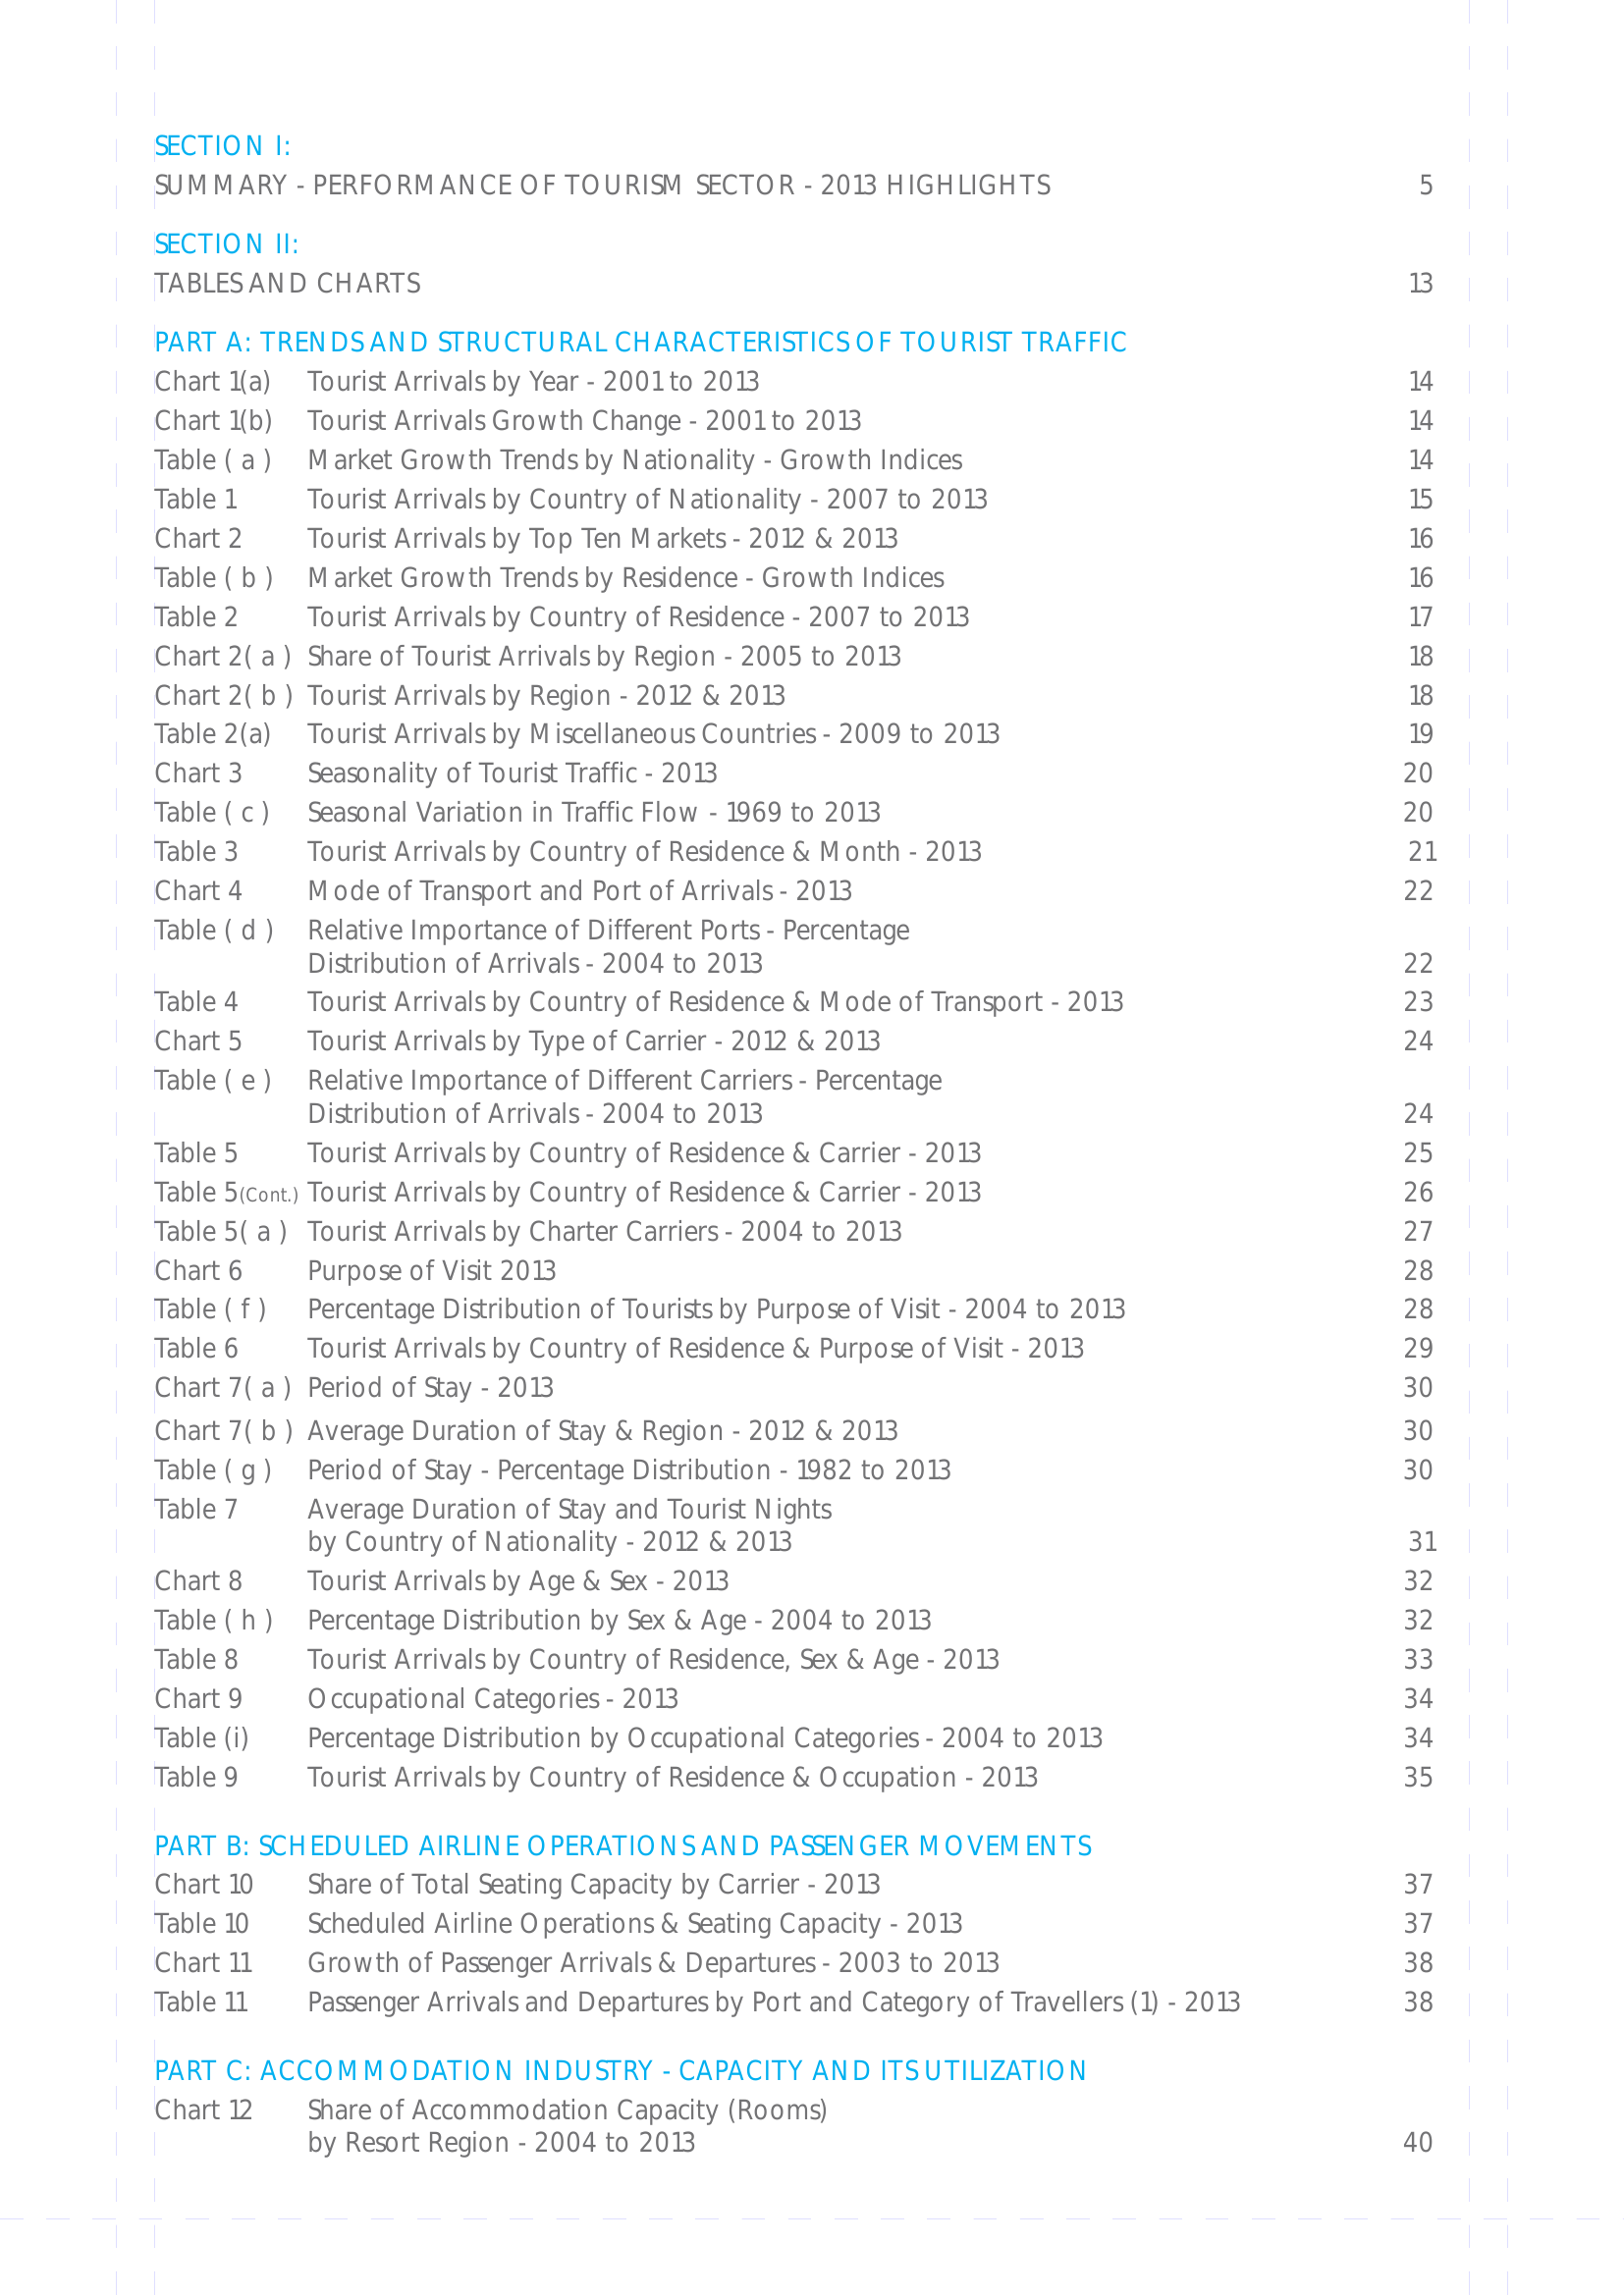 SECTION I:
SUMMARY - PERFORMANCE OF TOURISM SECTOR - 2013 HIGHLIGHTS 5
SECTION II:
TABLES AND CHARTS 13
PART A: TRENDS AND STRUCTURAL CHARACTERISTICS OF TOURIST TRAFFIC
Chart 1(a) Tourist Arrivals by Year - 2001 to 2013 14
Chart 1(b) Tourist Arrivals Growth Change - 2001 to 2013 14
Table ( a ) Market Growth Trends by Nationality - Growth Indices 14
Table 1 Tourist Arrivals by Country of Nationality - 2007 to 2013 15
Chart 2 Tourist Arrivals by Top Ten Markets - 2012 & 2013 16
Table ( b ) Market Growth Trends by Residence - Growth Indices 16
Table 2 Tourist Arrivals by Country of Residence - 2007 to 2013 17
Chart 2( a ) Share of Tourist Arrivals by Region - 2005 to 2013 18
Chart 2( b ) Tourist Arrivals by Region - 2012 & 2013 18
Table 2(a) Tourist Arrivals by Miscellaneous Countries - 2009 to 2013 19
Chart 3 Seasonality of Tourist Traffic - 2013 20
Table ( c ) Seasonal Variation in Traffic Flow - 1969 to 2013 20
Table 3 Tourist Arrivals by Country of Residence & Month - 2013 21
Chart 4 Mode of Transport and Port of Arrivals - 2013 22
Table ( d ) Relative Importance of Different Ports - Percentage
Distribution of Arrivals - 2004 to 2013 22
Table 4 Tourist Arrivals by Country of Residence & Mode of Transport - 2013 23
Chart 5 Tourist Arrivals by Type of Carrier - 2012 & 2013 24
Table ( e ) Relative Importance of Different Carriers - Percentage
Distribution of Arrivals - 2004 to 2013 24
Table 5 Tourist Arrivals by Country of Residence & Carrier - 2013 25
Table 5(Cont.) Tourist Arrivals by Country of Residence & Carrier - 2013 26
Table 5( a ) Tourist Arrivals by Charter Carriers - 2004 to 2013 27
Chart 6 Purpose of Visit 2013 28
Table ( f ) Percentage Distribution of Tourists by Purpose of Visit - 2004 to 2013 28
Table 6 Tourist Arrivals by Country of Residence & Purpose of Visit - 2013 29
Chart 7( a ) Period of Stay - 2013 30
Chart 7( b ) Average Duration of Stay & Region - 2012 & 2013 30
Table ( g ) Period of Stay - Percentage Distribution - 1982 to 2013 30
Table 7 Average Duration of Stay and Tourist Nights
by Country of Nationality - 2012 & 2013 31
Chart 8 Tourist Arrivals by Age & Sex - 2013 32
Table ( h ) Percentage Distribution by Sex & Age - 2004 to 2013 32
Table 8 Tourist Arrivals by Country of Residence, Sex & Age - 2013 33
Chart 9 Occupational Categories - 2013 34
Table (i) Percentage Distribution by Occupational Categories - 2004 to 2013 34
Table 9 Tourist Arrivals by Country of Residence & Occupation - 2013 35
PART B: SCHEDULED AIRLINE OPERATIONS AND PASSENGER MOVEMENTS
Chart 10 Share of Total Seating Capacity by Carrier - 2013 37
Table 10 Scheduled Airline Operations & Seating Capacity - 2013 37
Chart 11 Growth of Passenger Arrivals & Departures - 2003 to 2013 38
Table 11 Passenger Arrivals and Departures by Port and Category of Travellers (1) - 2013 38
PART C: ACCOMMODATION INDUSTRY - CAPACITY AND ITS UTILIZATION
Chart 12 Share of Accommodation Capacity (Rooms)
by Resort Region - 2004 to 2013 40